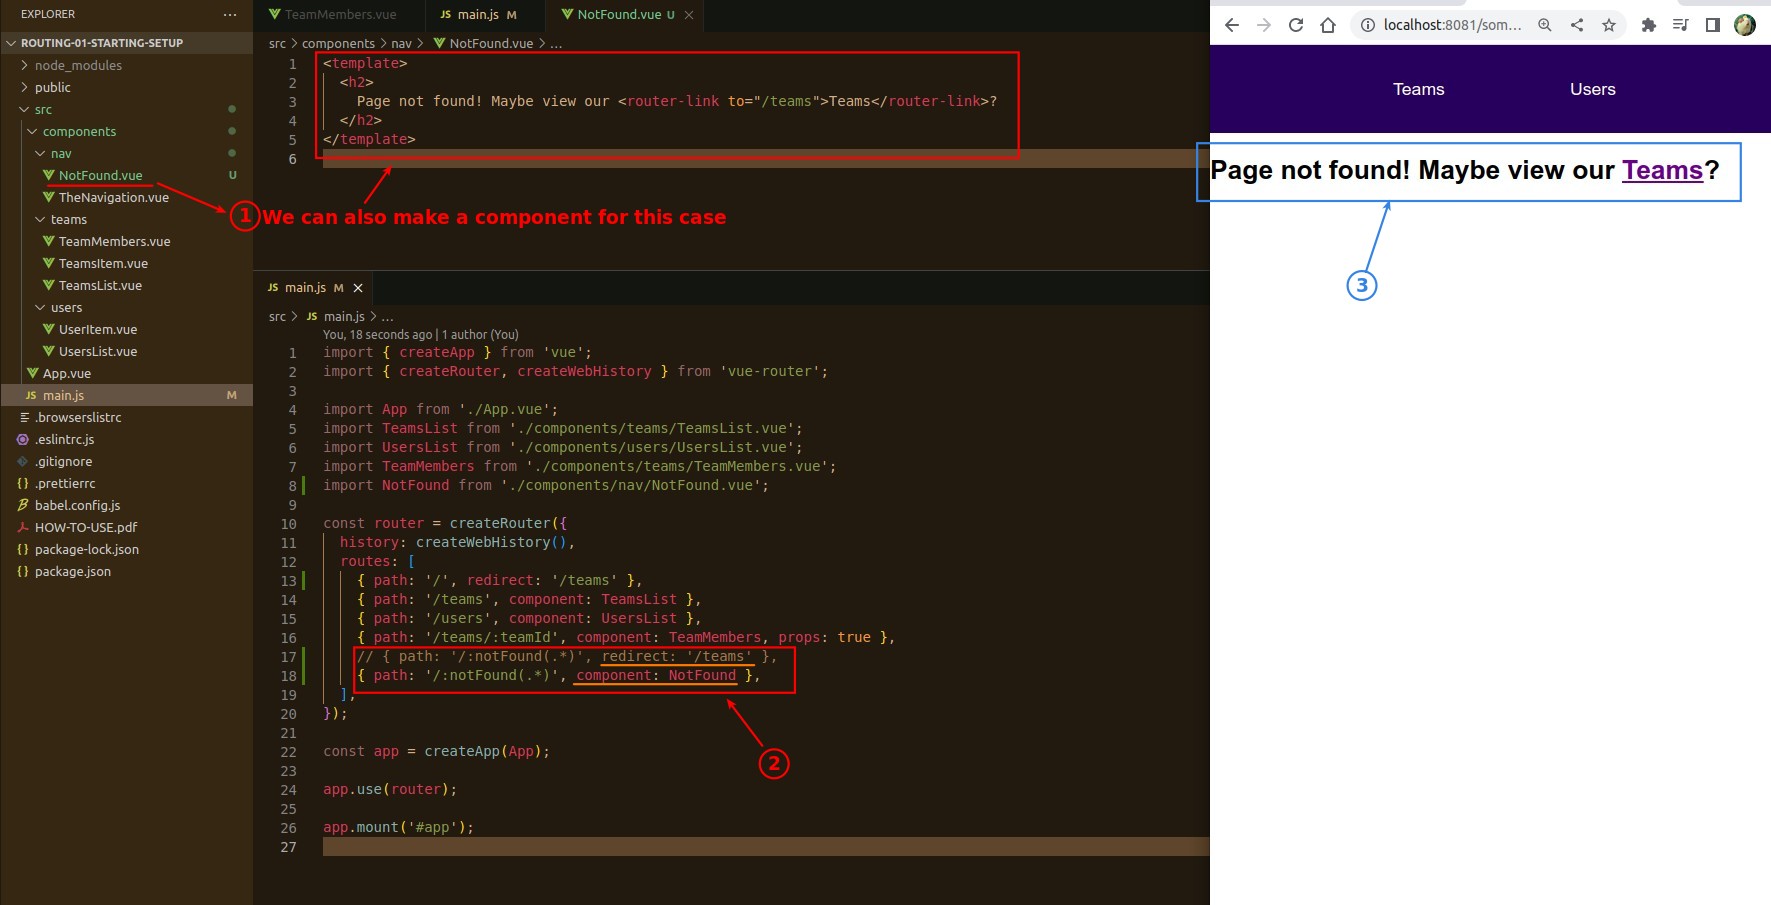 EXPLORER ...
ROUTING-01-STARTING-SETUP
node_modules
public
src
components
nav
NotFound.vue U
TheNavigation.vue
teams
TeamMembers.vue
TeamsItem.vue
TeamsList.vue
users
UserItem.vue
UsersList.vue
App.vue
JS main.js M
.browserslistrc
.eslintrc.js
.gitignore
{} .prettierrc
babel.config.js
HOW-TO-USE.pdf
{} package-lock.json
{} package.json
TeamMembers.vue JS main.js M NotFound.vue U ×
src > components > nav > NotFound.vue > ...
1 <template>
2 <h2>
3 Page not found! Maybe view our <router-link to="/teams">Teams</router-link>?
4 </h2>
5 </template>
6
1 We can also make a component for this case
JS main.js M ×
src > JS main.js > ...
You, 18 seconds ago | 1 author (You)
1 import { createApp } from 'vue';
2 import { createRouter, createWebHistory } from 'vue-router';
3
4 import App from './App.vue';
5 import TeamsList from './components/teams/TeamsList.vue';
6 import UsersList from './components/users/UsersList.vue';
7 import TeamMembers from './components/teams/TeamMembers.vue';
8 import NotFound from './components/nav/NotFound.vue';
9
10 const router = createRouter({
11 history: createWebHistory(),
12 routes: [
13 { path: '/', redirect: '/teams' },
14 { path: '/teams', component: TeamsList },
15 { path: '/users', component: UsersList },
16 { path: '/teams/:teamId', component: TeamMembers, props: true },
17 // { path: '/:notFound(.*)', redirect: '/teams' },
18 { path: '/:notFound(.*)', component: NotFound },
19 ],
20 });
21
22 const app = createApp(App);
23
24 app.use(router);
25
26 app.mount('#app');
27
2
localhost:8081/som...
Teams Users
Page not found! Maybe view our Teams?
3